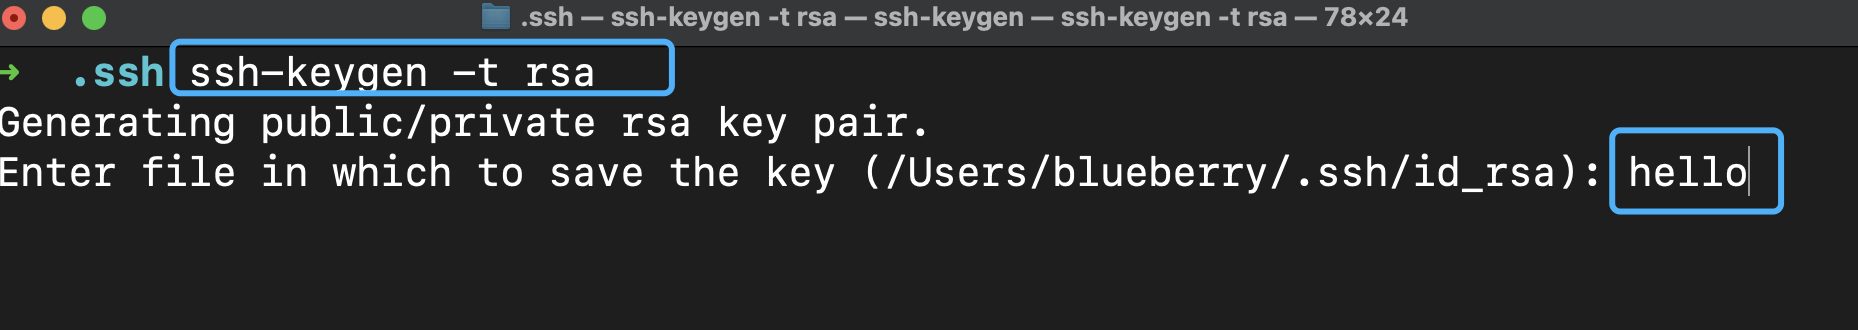 .ssh — ssh-keygen -t rsa — ssh-keygen — ssh-keygen -t rsa — 78×24
➜ .ssh ssh-keygen -t rsa
Generating public/private rsa key pair.
Enter file in which to save the key (/Users/blueberry/.ssh/id_rsa): hello